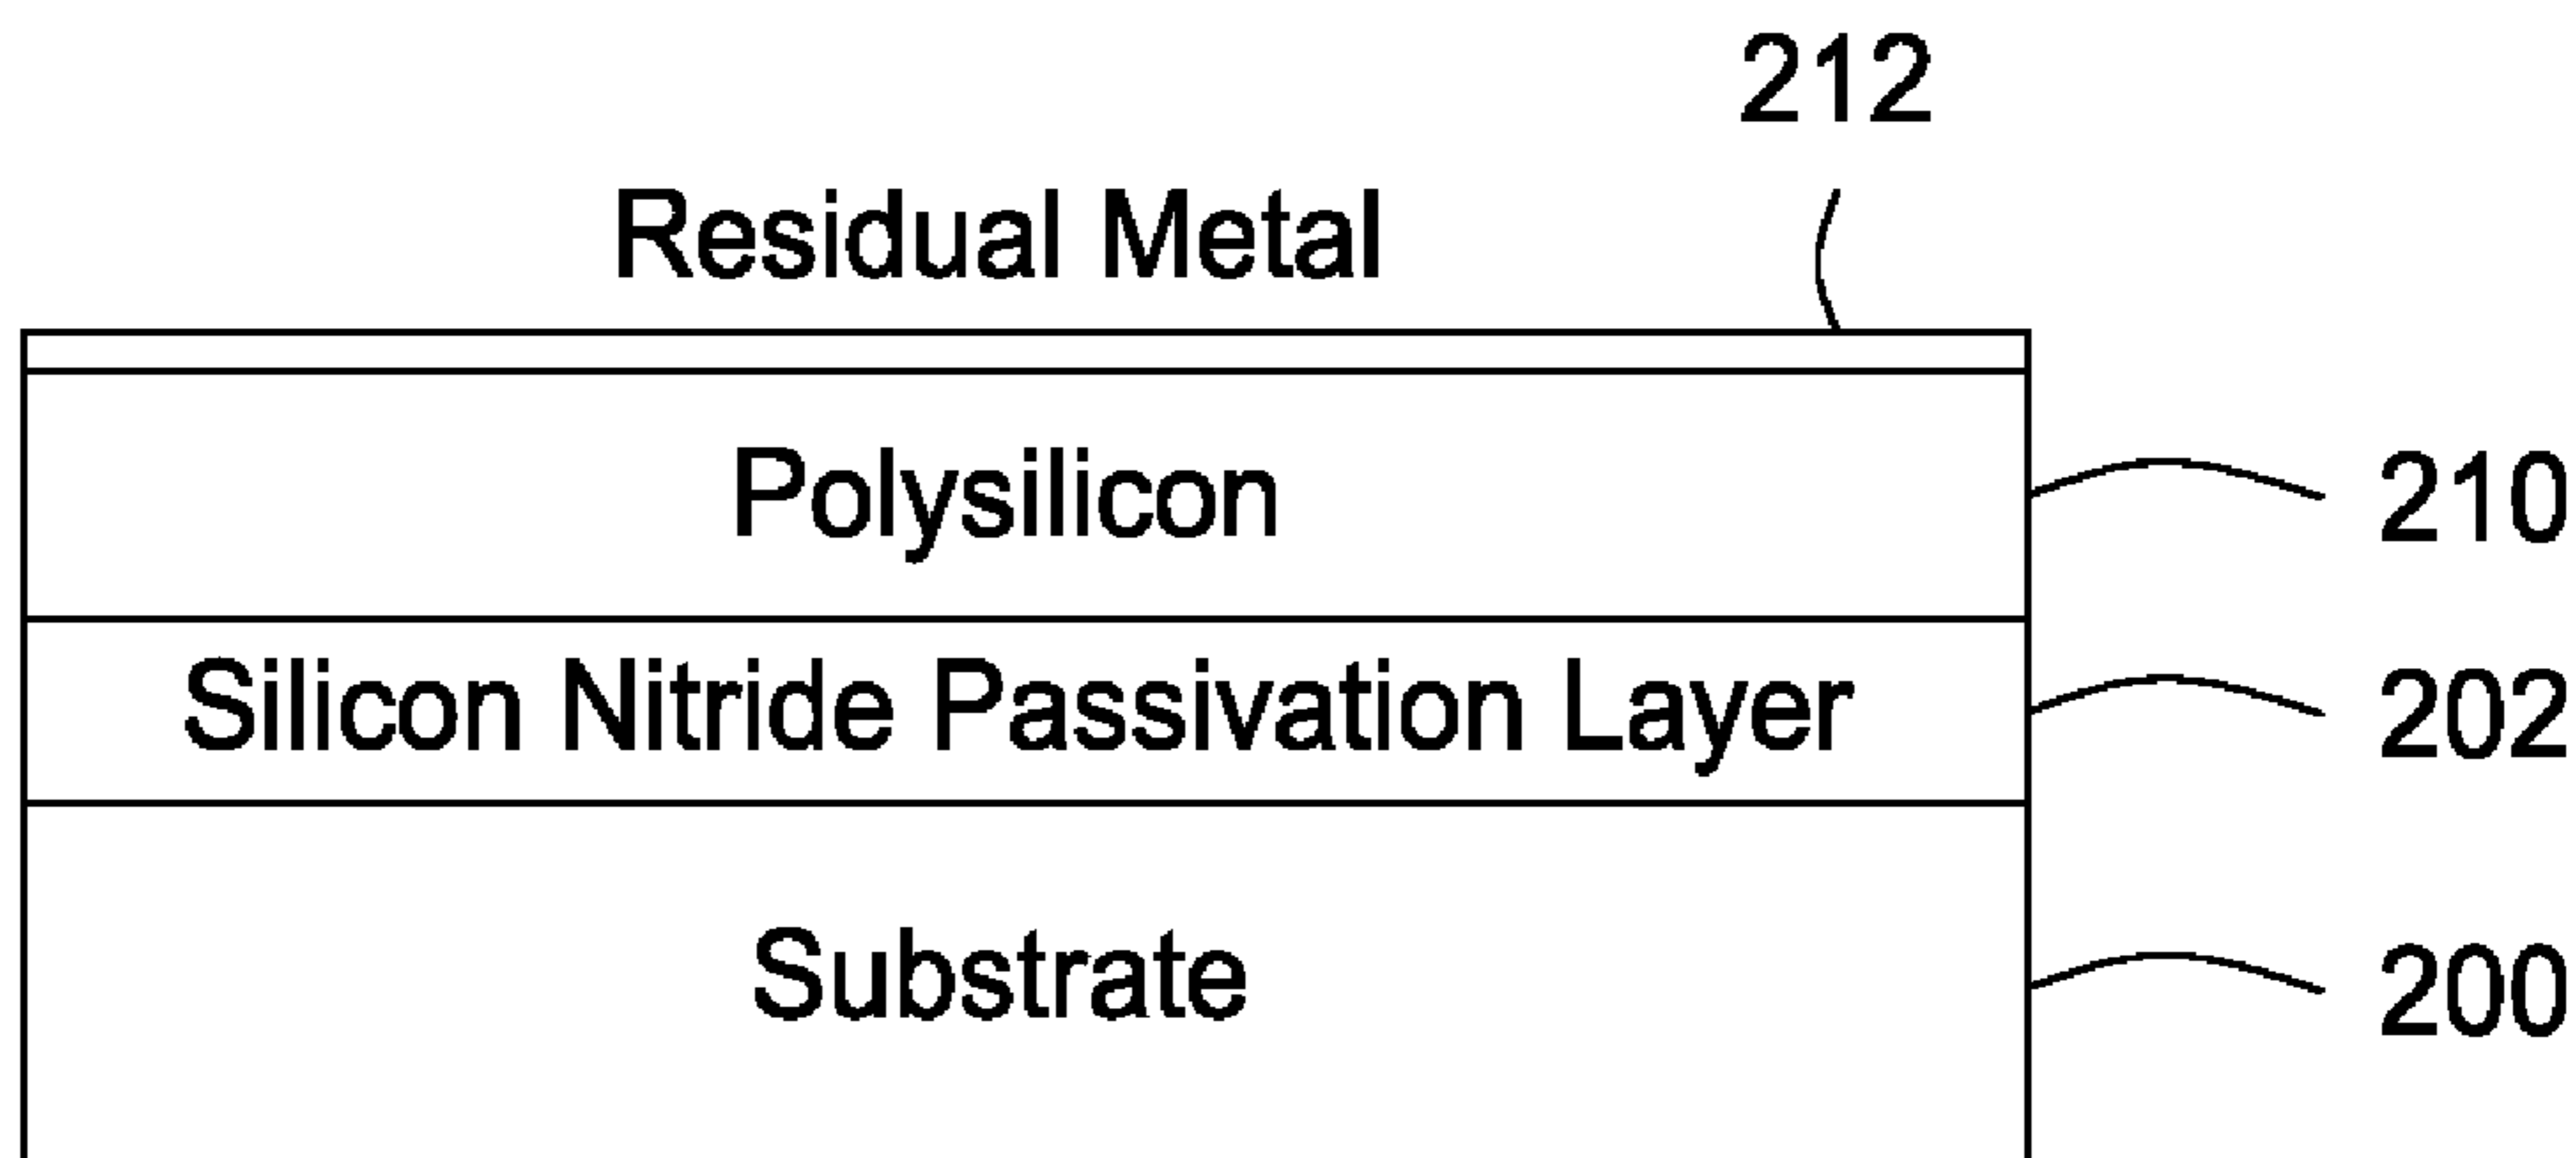 212
Residual Metal
Polysilicon 210
Silicon Nitride Passivation Layer 202
Substrate 200